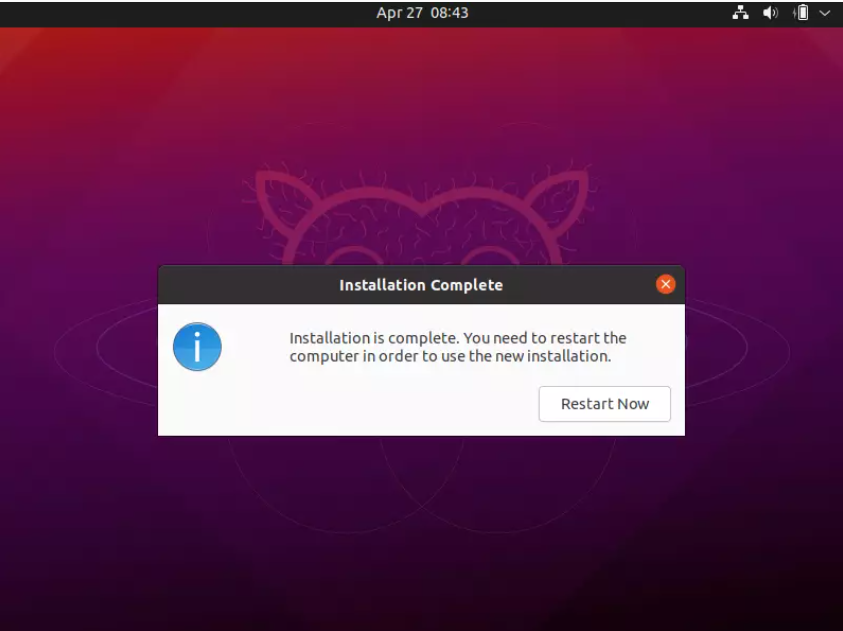 Apr 27 08:43
Installation Complete
Installation is complete. You need to restart the
computer in order to use the new installation.
Restart Now